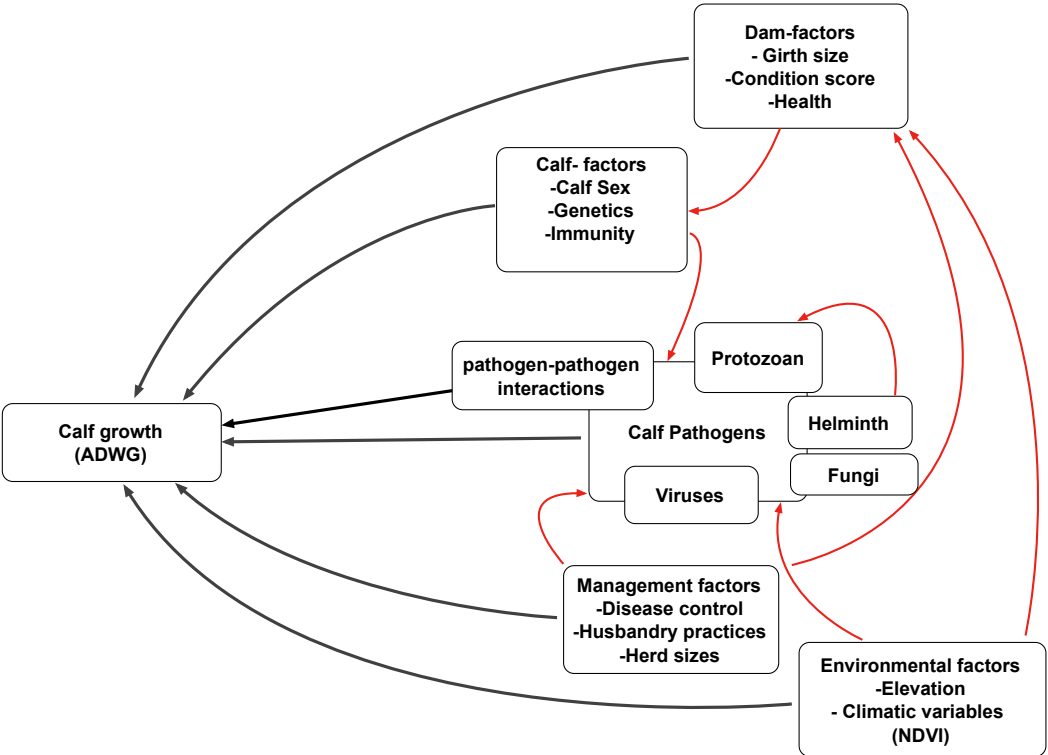 Dam-factors
- Girth size
-Condition score
-Health
Calf- factors
-Calf Sex
-Genetics
-Immunity
pathogen-pathogen
interactions
Protozoan
Calf growth
(ADWG)
Calf Pathogens
Helminth
Fungi
Viruses
Management factors
-Disease control
-Husbandry practices
-Herd sizes
Environmental factors
-Elevation
- Climatic variables
(NDVI)